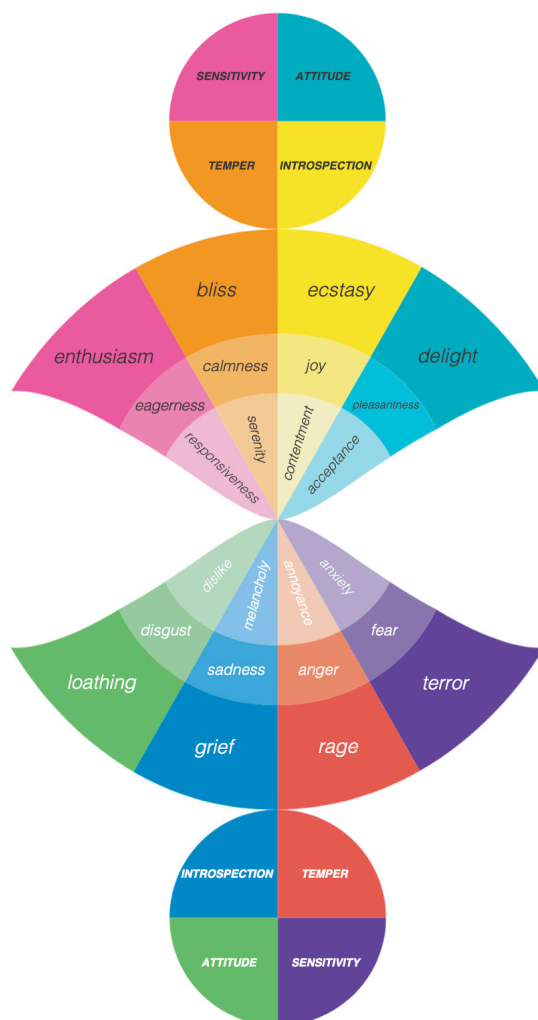 SENSITIVITY
ATTITUDE
TEMPER
INTROSPECTION
bliss
ecstasy
enthusiasm
delight
calmness
joy
eagerness
pleasantness
responsiveness
serenity
contentment
acceptance
dislike
melancholy
annoyance
anxiety
disgust
fear
sadness
anger
loathing
terror
grief
rage
INTROSPECTION
TEMPER
ATTITUDE
SENSITIVITY